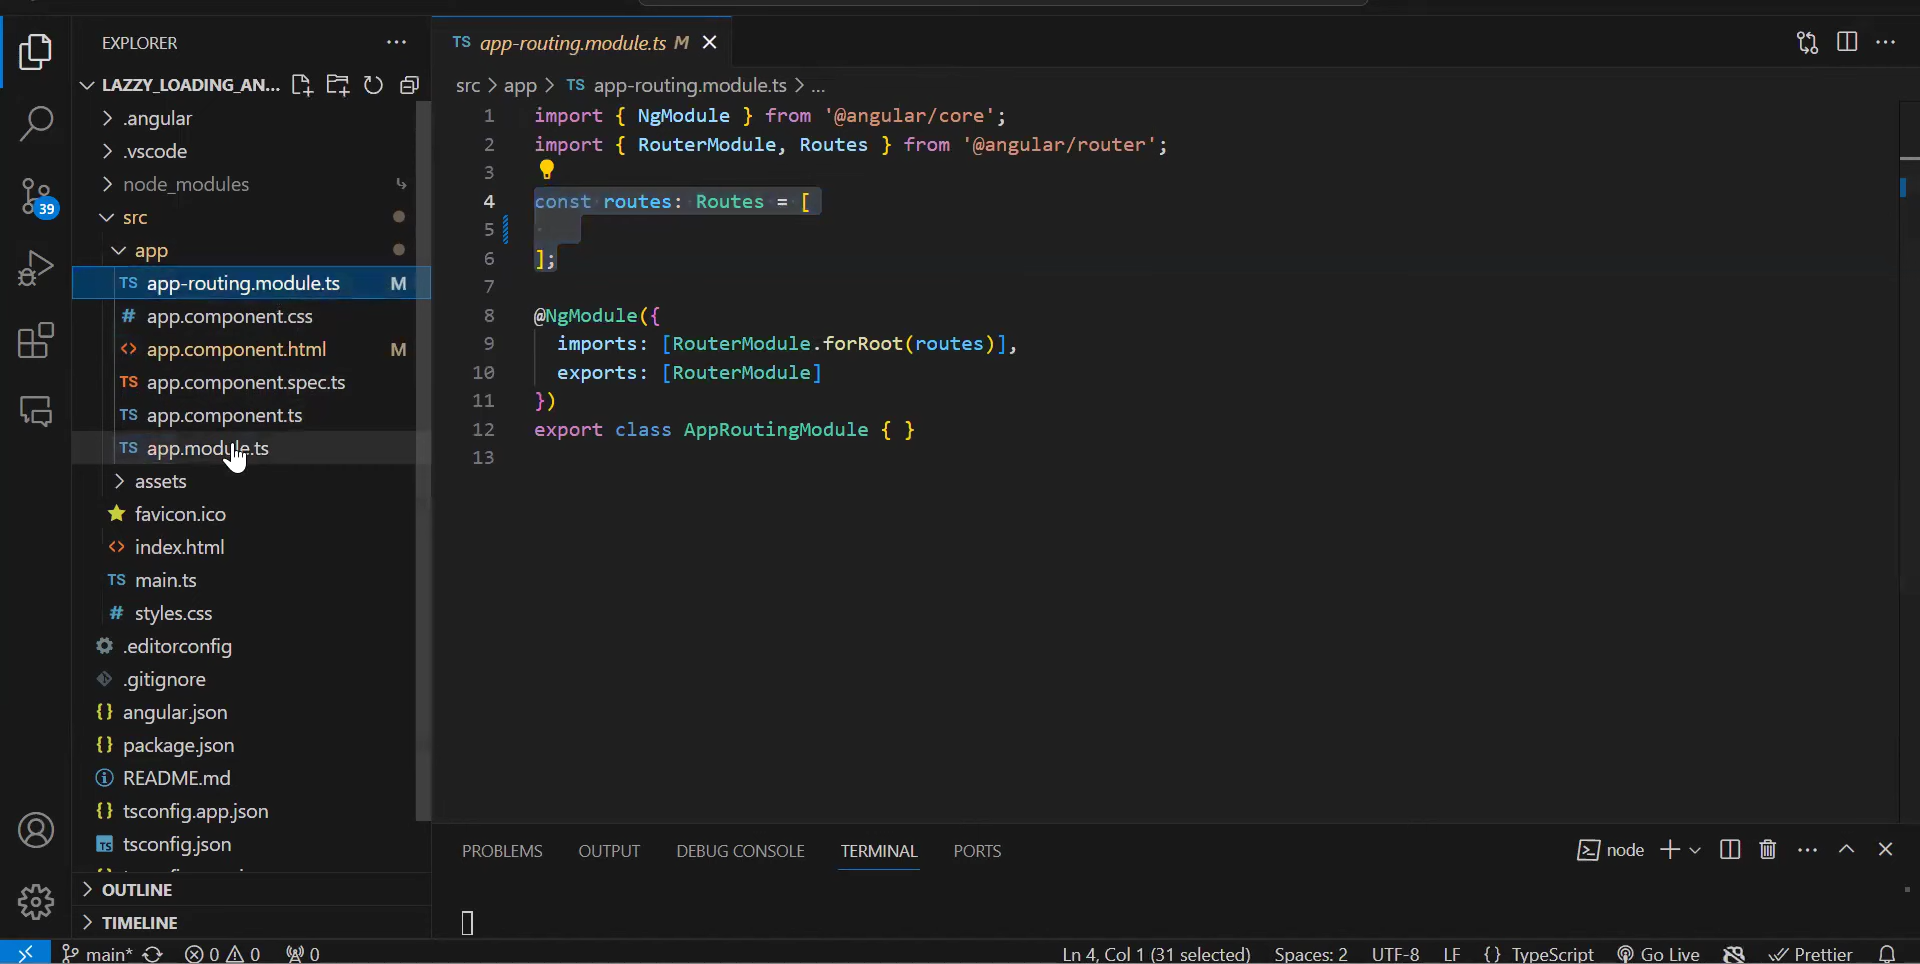 EXPLORER
LAZZY_LOADING_AN...
.angular
.vscode
node_modules
src
app
TS app-routing.module.ts M
# app.component.css
<> app.component.html M
TS app.component.spec.ts
TS app.component.ts
TS app.module.ts
assets
favicon.ico
<> index.html
TS main.ts
# styles.css
.editorconfig
.gitignore
{} angular.json
{} package.json
README.md
{} tsconfig.app.json
TS tsconfig.json
OUTLINE
TIMELINE
39
TS app-routing.module.ts M
src > app > TS app-routing.module.ts > ...
1 import { NgModule } from '@angular/core';
2 import { RouterModule, Routes } from '@angular/router';
3
4 const routes: Routes = [
5
6 ];
7
8 @NgModule({
9 imports: [RouterModule.forRoot(routes)],
10 exports: [RouterModule]
11 })
12 export class AppRoutingModule { }
13
PROBLEMS OUTPUT DEBUG CONSOLE TERMINAL PORTS
node
main* 0 0 0 Ln 4, Col 1 (31 selected) Spaces: 2 UTF-8 LF {} TypeScript Go Live Prettier